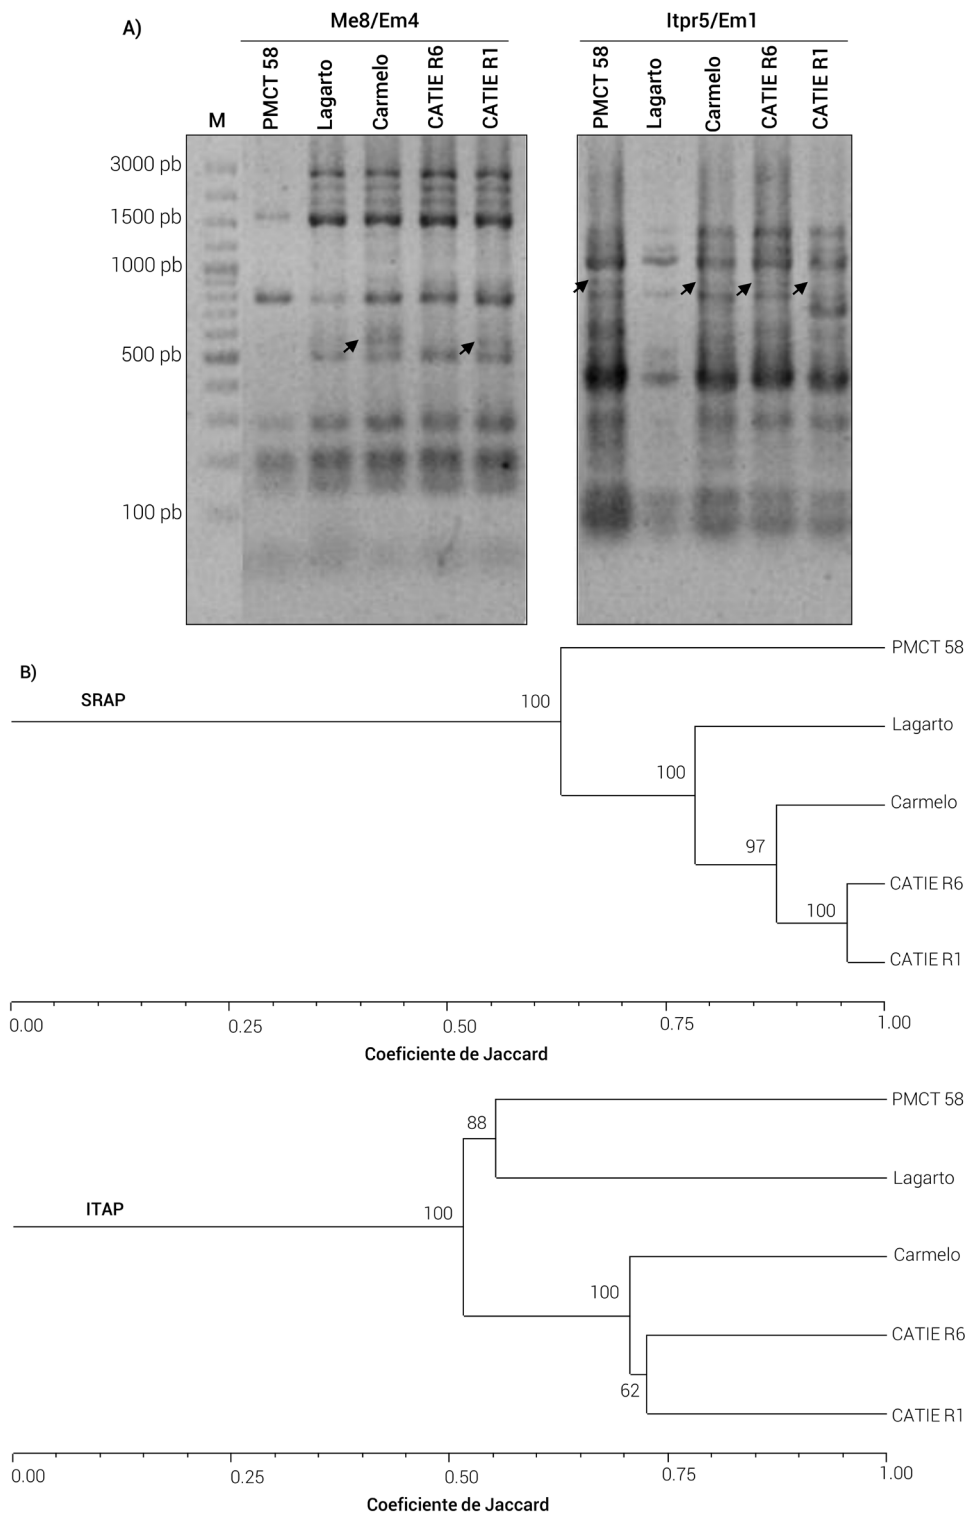 A)
Me8/Em4
Itpr5/Em1
M
PMCT 58
Lagarto
Carmelo
CATIE R6
CATIE R1
PMCT 58
Lagarto
Carmelo
CATIE R6
CATIE R1
3000 pb
1500 pb
1000 pb
500 pb
100 pb
B)
SRAP
100
100
97
100
PMCT 58
Lagarto
Carmelo
CATIE R6
CATIE R1
0.00 0.25 0.50 0.75 1.00
Coeficiente de Jaccard
ITAP
88
100
100
62
PMCT 58
Lagarto
Carmelo
CATIE R6
CATIE R1
0.00 0.25 0.50 0.75 1.00
Coeficiente de Jaccard